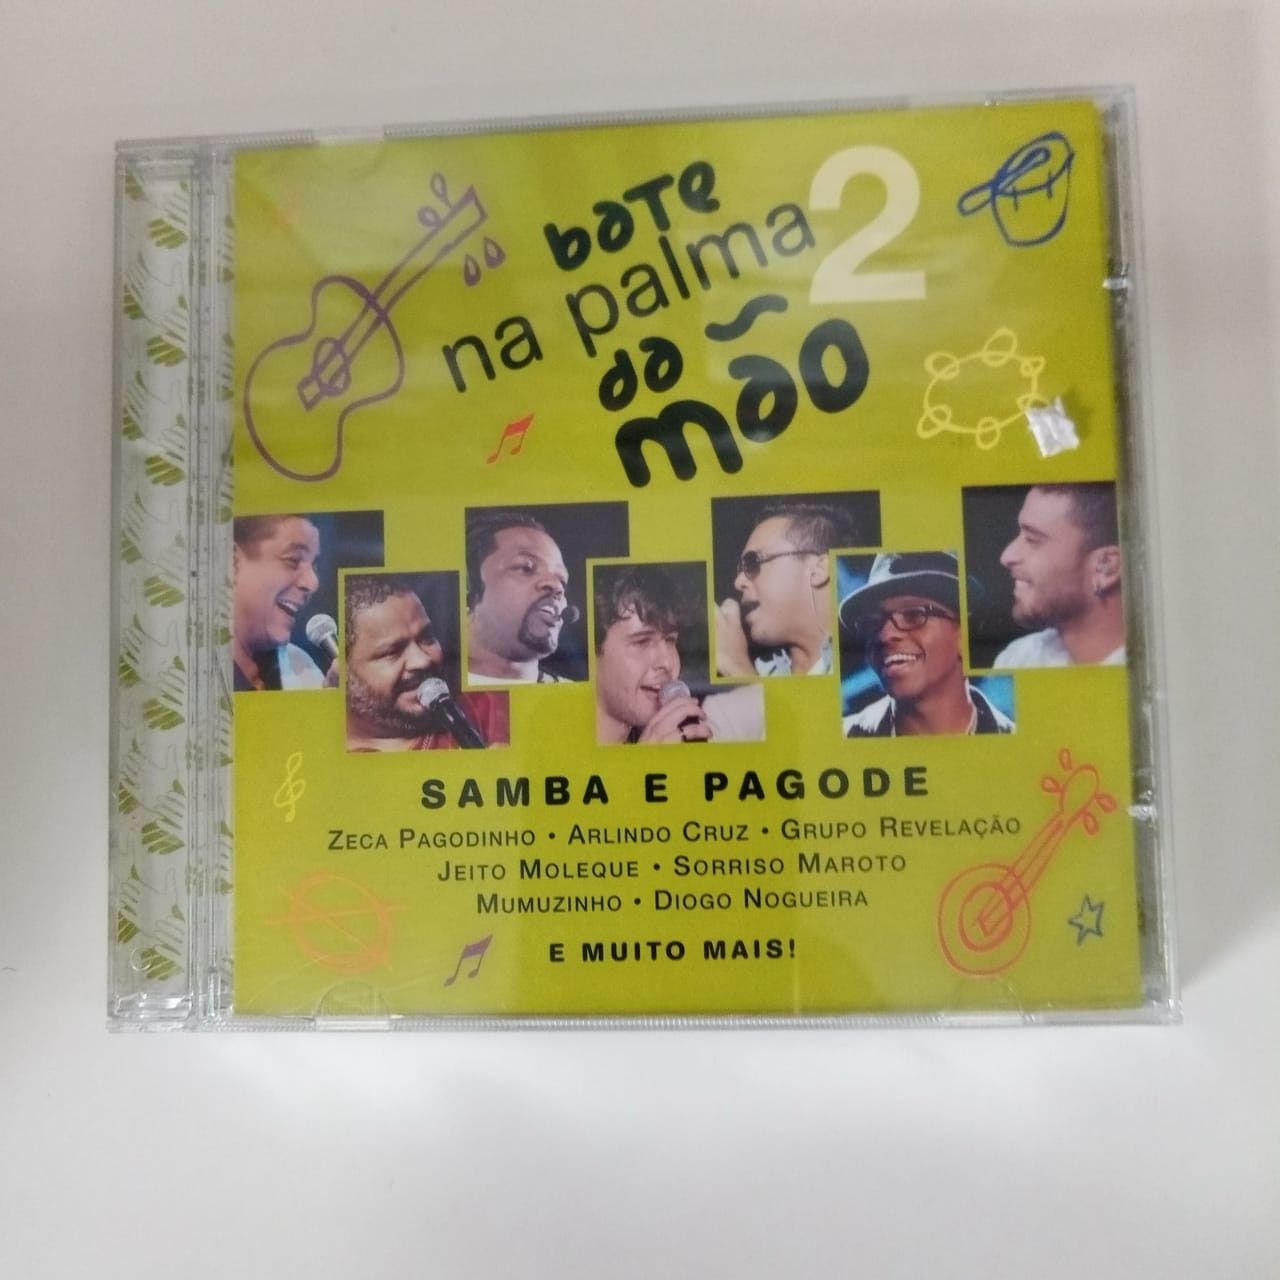 bate
na palma 2
da
mão
SAMBA E PAGODE
ZECA PAGODINHO • ARLINDO CRUZ • GRUPO REVELAÇÃO
JEITO MOLEQUE • SORRISO MAROTO
MUMUZINHO • DIOGO NOGUEIRA
E MUITO MAIS!